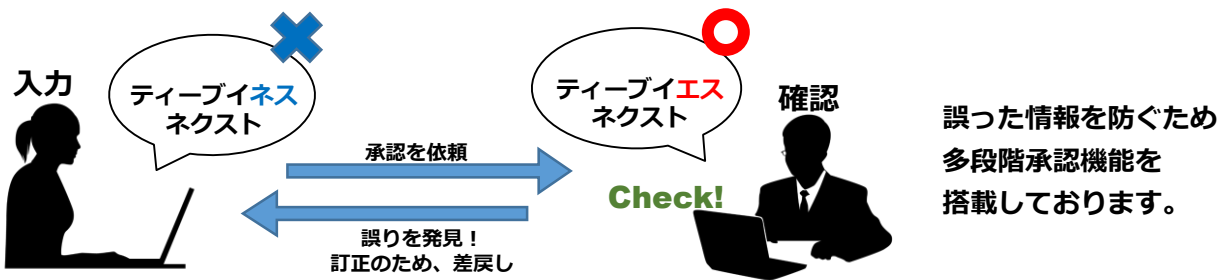 入力
ティーブイネス
ネクスト
ティーブイエス
ネクスト
確認
承認を依頼
Check!
誤りを発見！
訂正のため、差戻し
誤った情報を防ぐため
多段階承認機能を
搭載しております。